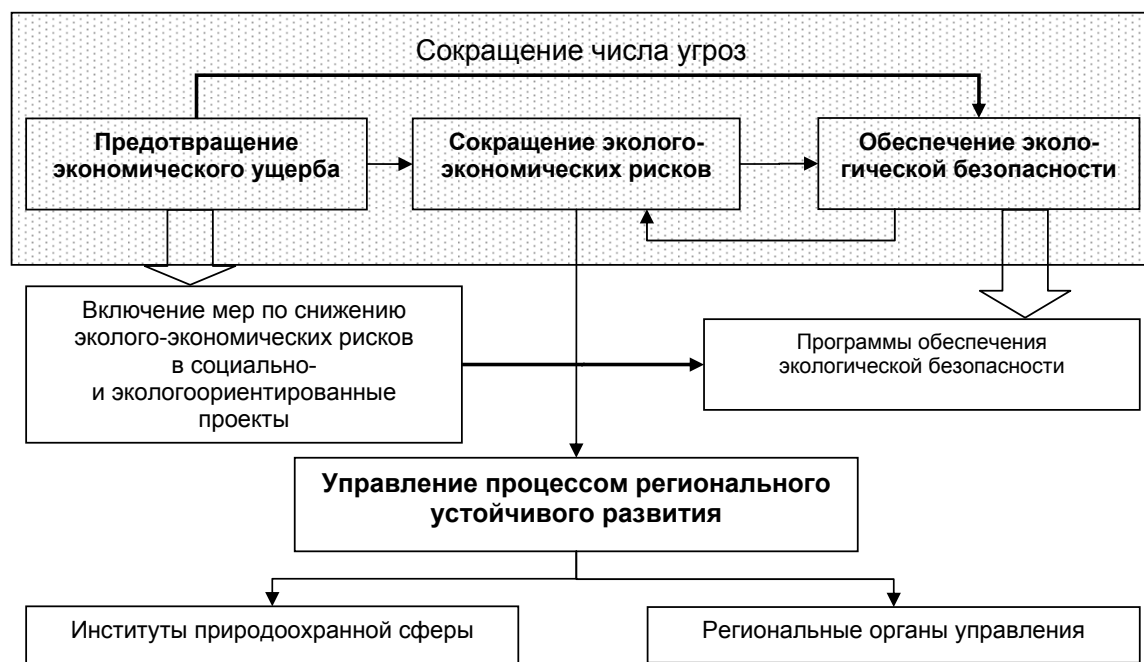 Сокращение числа угроз
Предотвращение
экономического ущерба
Сокращение эколого-
экономических рисков
Обеспечение эколо-
гической безопасности
Включение мер по снижению
эколого-экономических рисков
в социально-
и экологоориентированные
проекты
Программы обеспечения
экологической безопасности
Управление процессом регионального
устойчивого развития
Институты природоохранной сферы
Региональные органы управления